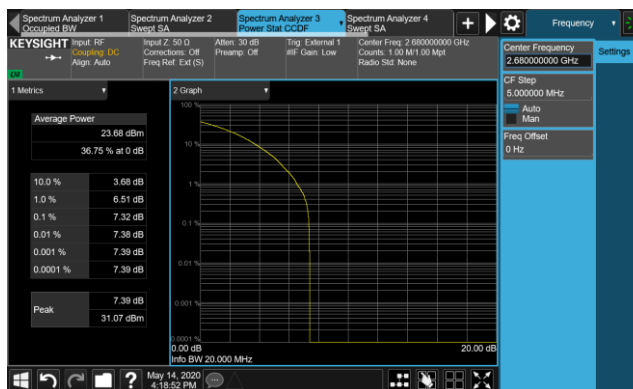 Spectrum Analyzer 1
Occupied BW
Spectrum Analyzer 2
Swept SA
Spectrum Analyzer 3
Power Stat CCDF
Spectrum Analyzer 4
Swept SA
+
Frequency
KEYSIGHT
Input: RF
Coupling: DC
Align: Auto
Input Z: 50 Ω
Corrections: Off
Freq Ref: Ext (S)
Atten: 30 dB
Preamp: Off
Trig: External 1
#IF Gain: Low
Center Freq: 2.680000000 GHz
Counts: 1.00 M/1.00 Mpt
Radio Std: None
Center Frequency
2.680000000 GHz
Settings
CF Step
5.000000 MHz
Auto
Man
Freq Offset
0 Hz
1 Metrics
2 Graph
Average Power
23.68 dBm
36.75 % at 0 dB
10.0 % 3.68 dB
1.0 % 6.51 dB
0.1 % 7.32 dB
0.01 % 7.38 dB
0.001 % 7.39 dB
0.0001 % 7.39 dB
Peak
7.39 dB
31.07 dBm
100 %
10 %
1 %
0.1 %
0.01 %
0.001 %
0.0001 %
0.00 dB
20.00 dB
Info BW 20.000 MHz
?
May 14, 2020
4:18:52 PM